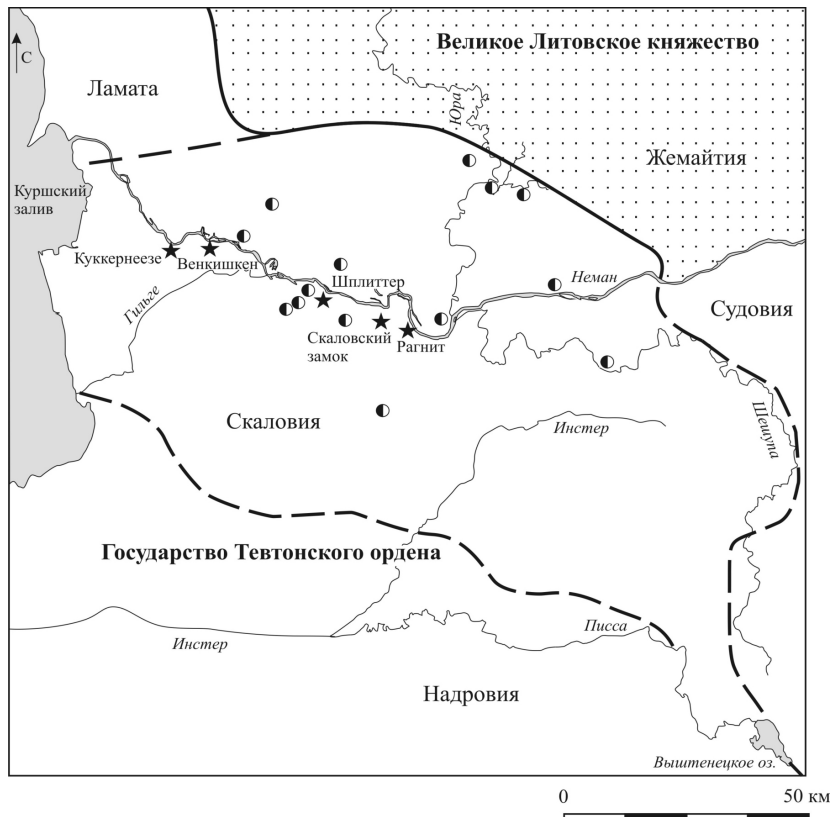 Великое Литовское княжество
С
Ламата
Юра
Жемайтия
Куршский
залив
Куккернеезе
Венкишкен
Шплиттер
Неман
Гильге
Судовия
Скаловский
замок
Рагнит
Скаловия
Инстер
Шешупа
Государство Тевтонского ордена
Инстер
Писса
Надровия
Выштенецкое оз.
0
50 км